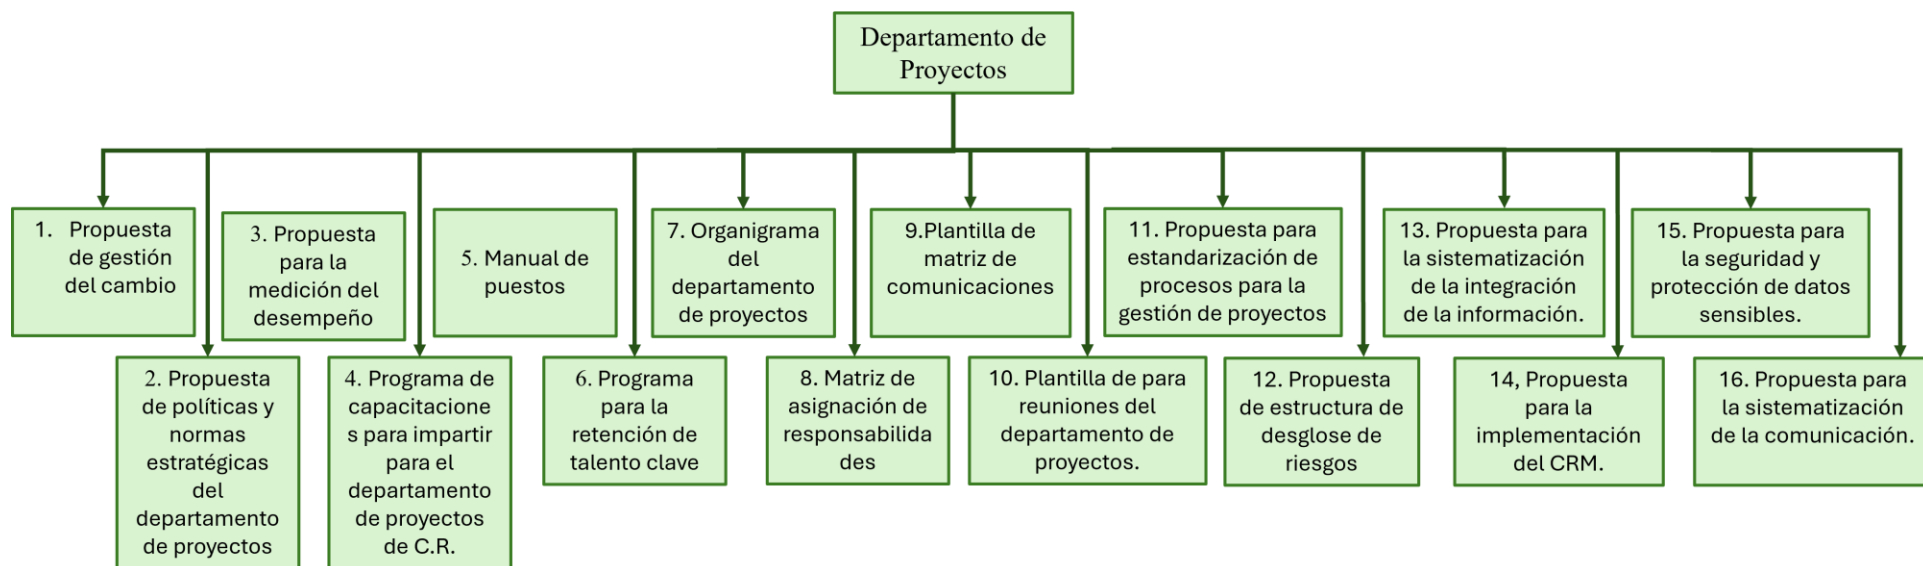 Departamento de
Proyectos
1. Propuesta
de gestión
del cambio
2. Propuesta
de políticas y
normas
estratégicas
del
departamento
de proyectos
3. Propuesta
para la
medición del
desempeño
4. Programa de
capacitacione
s para impartir
para el
departamento
de proyectos
de C.R.
5. Manual de
puestos
6. Programa
para la
retención de
talento clave
7. Organigrama
del
departamento
de proyectos
8. Matriz de
asignación de
responsabilida
des
9.Plantilla de
matriz de
comunicaciones
10. Plantilla de para
reuniones del
departamento de
proyectos.
11. Propuesta para
estandarización de
procesos para la
gestión de proyectos
12. Propuesta
de estructura de
desglose de
riesgos
13. Propuesta para
la sistematización
de la integración
de la información.
14, Propuesta
para la
implementación
del CRM.
15. Propuesta para
la seguridad y
protección de datos
sensibles.
16. Propuesta para
la sistematización
de la comunicación.